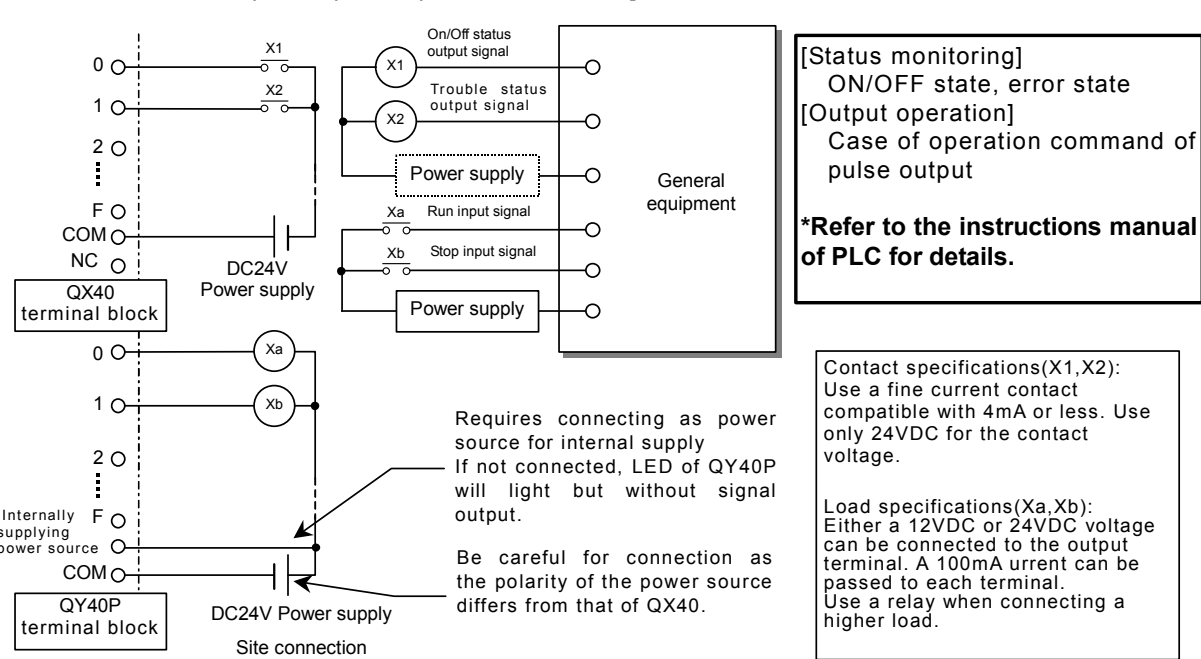 0
X1
1
X2
2
F
COM
NC
DC24V
Power supply
QX40
terminal block
On/Off status
output signal
X1
Trouble status
output signal
X2
Power supply
Xa
Run input signal
Xb
Stop input signal
Power supply
General
equipment
[Status monitoring]
ON/OFF state, error state
[Output operation]
Case of operation command of
pulse output
*Refer to the instructions manual
of PLC for details.
0
Xa
1
Xb
2
F
Internally
supplying
power source
COM
QY40P
terminal block
DC24V Power supply
Site connection
Requires connecting as power
source for internal supply
If not connected, LED of QY40P
will light but without signal
output.
Be careful for connection as
the polarity of the power source
differs from that of QX40.
Contact specifications(X1,X2):
Use a fine current contact
compatible with 4mA or less. Use
only 24VDC for the contact
voltage.
Load specifications(Xa,Xb):
Either a 12VDC or 24VDC voltage
can be connected to the output
terminal. A 100mA urrent can be
passed to each terminal.
Use a relay when connecting a
higher load.